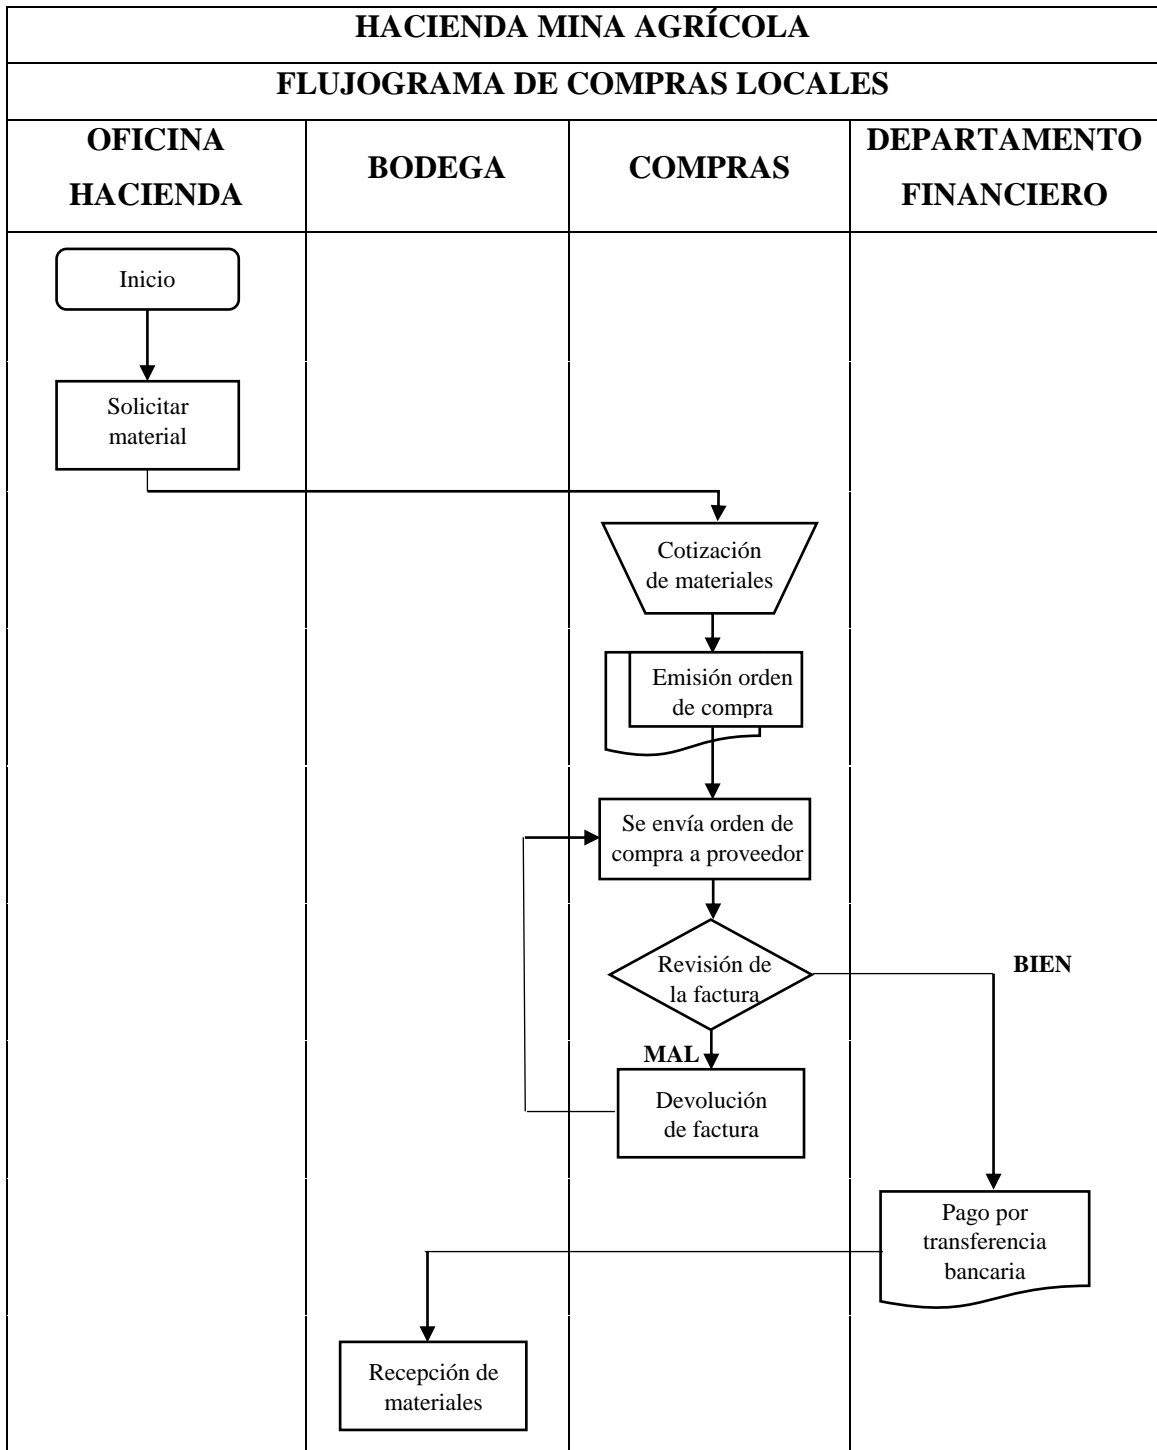 HACIENDA MINA AGRÍCOLA
FLUJOGRAMA DE COMPRAS LOCALES
OFICINA
HACIENDA
BODEGA
COMPRAS
DEPARTAMENTO
FINANCIERO
Inicio
Solicitar
material
Cotización
de materiales
Emisión orden
de compra
Se envía orden de
compra a proveedor
Revisión de
la factura
BIEN
MAL
Devolución
de factura
Pago por
transferencia
bancaria
Recepción de
materiales